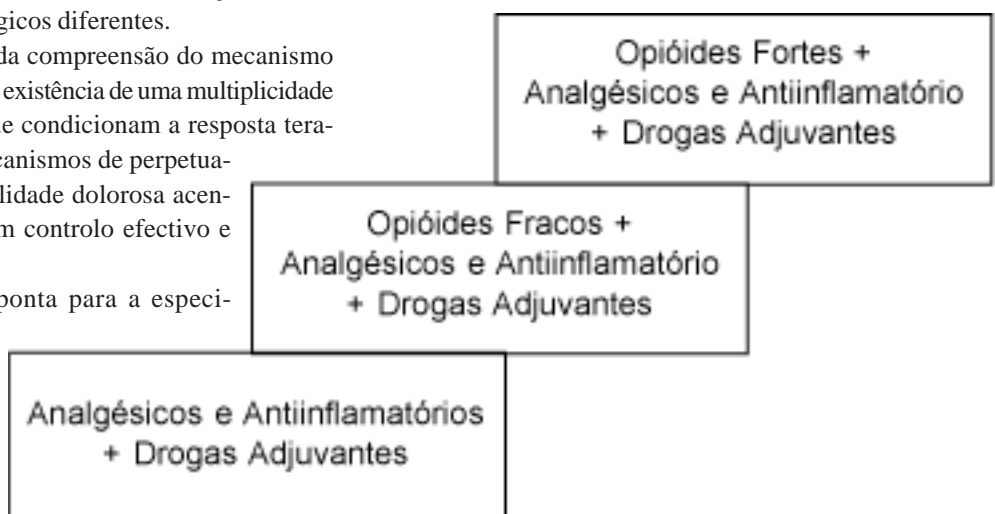 gicos diferentes.
da compreensão do mecanismo
existência de uma multiplicidade
e condicionam a resposta tera-
canismos de perpetua-
alidade dolorosa acen-
m controlo efectivo e
ponta para a especi-
Opióides Fortes +
Analgésicos e Antiinflamatório
+ Drogas Adjuvantes
Opióides Fracos +
Analgésicos e Antiinflamatório
+ Drogas Adjuvantes
Analgésicos e Antiinflamatórios
+ Drogas Adjuvantes